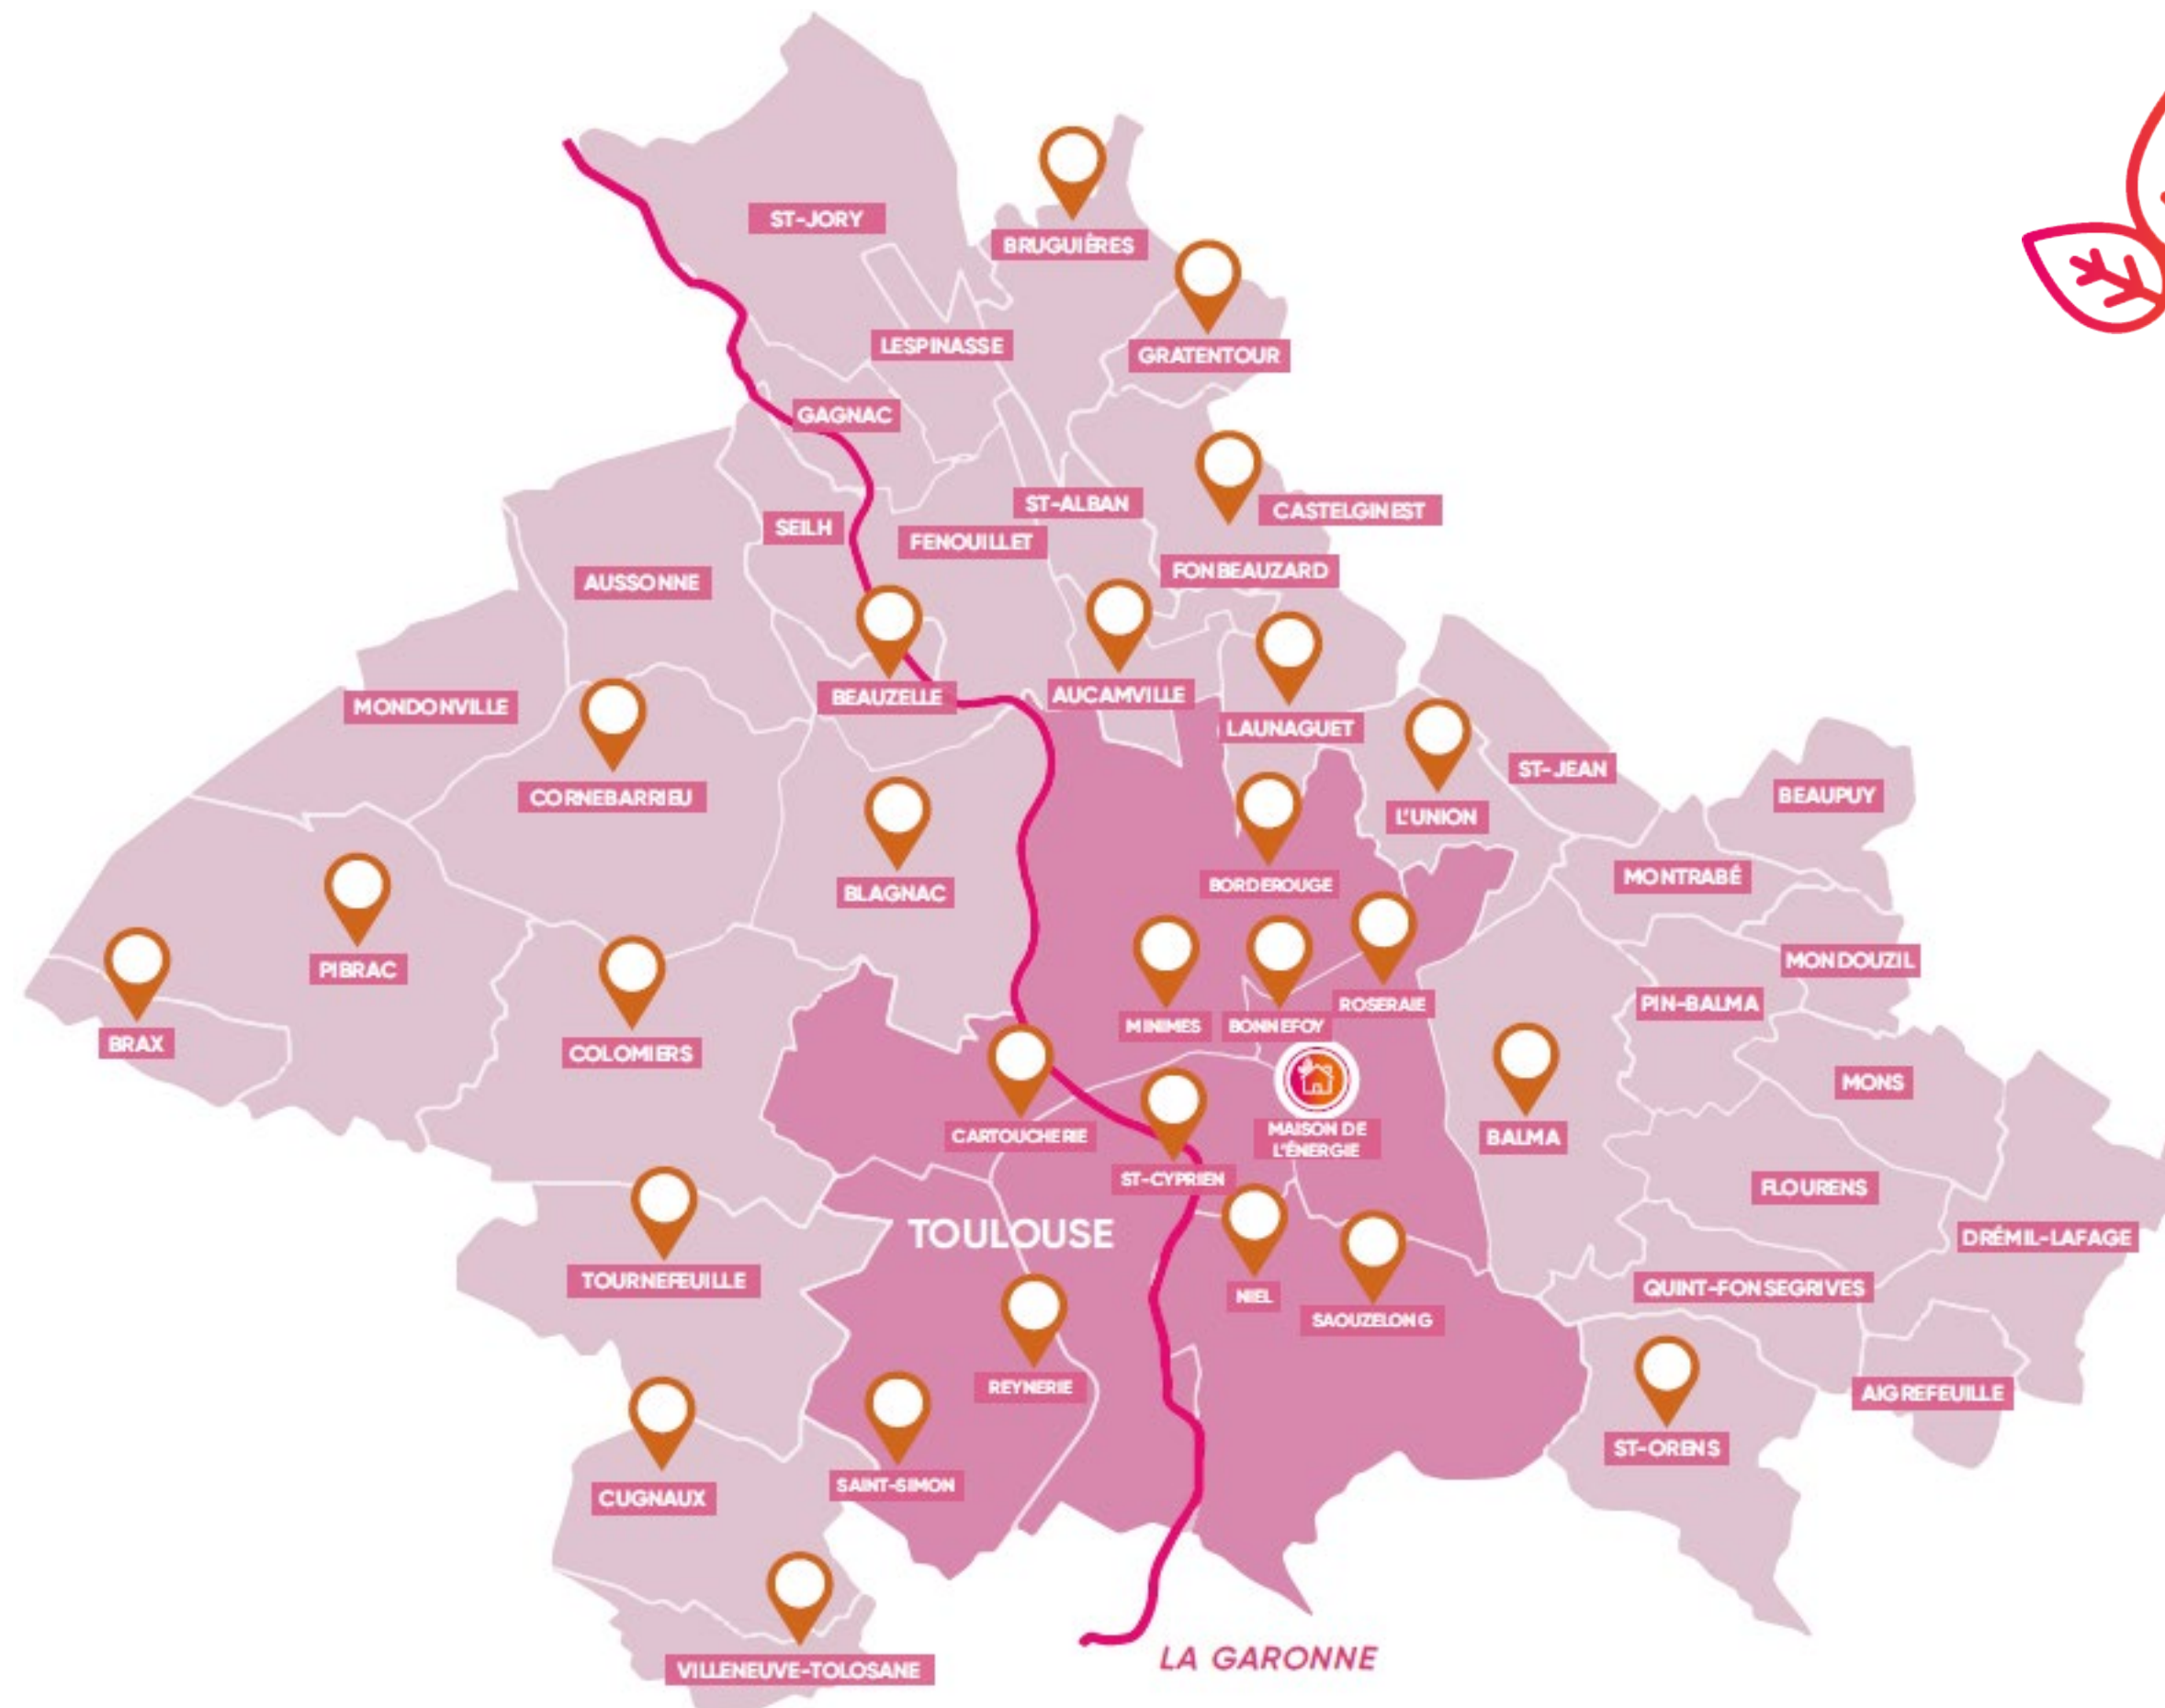 ST-JORY
BRUGUIÈRES
LESPINASSE
GRATENTOUR
GAGNAC
ST-ALBAN
CASTELGINEST
SEILH
FENOUILLET
FONBEAUZARD
AUSSONNE
MONDONVILLE
BEAUZELLE
AUCAMVILLE
LAUNAGUET
ST-JEAN
CORNEBARRIEU
BEAUPUY
L'UNION
BLAGNAC
BORDEROUGE
MONTRABÉ
PIBRAC
MONDOUZIL
ROSERAIE
PIN-BALMA
MINIMES
BONNEFOY
BRAX
COLOMIERS
MONS
CARTOUCHERIE
MAISON DE
L'ÉNERGIE
BALMA
ST-CYPRIEN
FLOURENS
TOULOUSE
DRÉMIL-LAFAGE
TOURNEFEUILLE
QUINT-FONSEGRIVES
NIEL
SAOUZELONG
REYNERIE
AIGREFEUILLE
ST-ORENS
SAINT-SIMON
CUGNAUX
LA GARONNE
VILLENEUVE-TOLOSANE